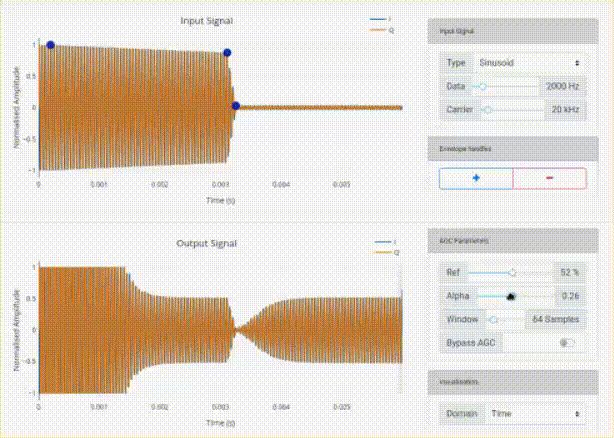 Input Signal
I
Q
Normalised Amplitude
1
0.5
0
−0.5
−1
0
0.001
0.002
0.003
0.004
0.005
Time (s)
Output Signal
I
Q
Normalised Amplitude
1
0.5
0
−0.5
−1
0
0.001
0.002
0.003
0.004
0.005
Time (s)
Input Signal
Type Sinusoid
Data 2000 Hz
Carrier 20 kHz
Envelope handles
+ −
AGC Parameters
Ref 52 %
Alpha 0.26
Window 64 Samples
Bypass AGC
Visualisation
Domain Time